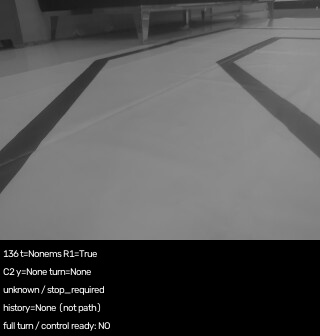 136 t=Nonems R1=True
C2 y=None turn=None
unknown / stop_required
history=None (not path)
full turn / control ready: NO